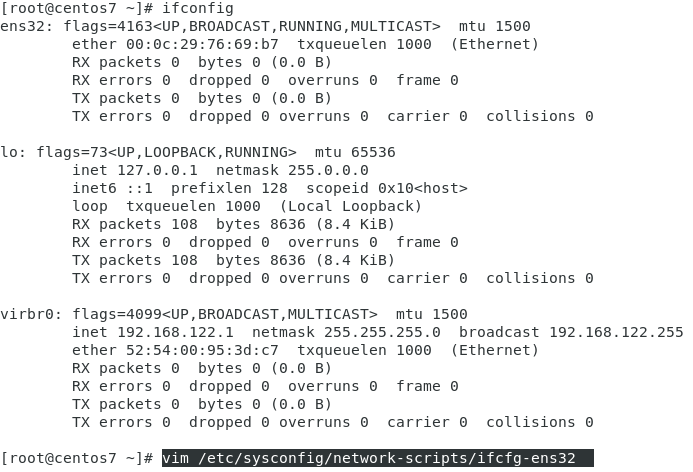 [root@centos7 ~]# ifconfig
ens32: flags=4163<UP,BROADCAST,RUNNING,MULTICAST>  mtu 1500
        ether 00:0c:29:76:69:b7  txqueuelen 1000  (Ethernet)
        RX packets 0  bytes 0 (0.0 B)
        RX errors 0  dropped 0  overruns 0  frame 0
        TX packets 0  bytes 0 (0.0 B)
        TX errors 0  dropped 0 overruns 0  carrier 0  collisions 0

lo: flags=73<UP,LOOPBACK,RUNNING>  mtu 65536
        inet 127.0.0.1  netmask 255.0.0.0
        inet6 ::1  prefixlen 128  scopeid 0x10<host>
        loop  txqueuelen 1000  (Local Loopback)
        RX packets 108  bytes 8636 (8.4 KiB)
        RX errors 0  dropped 0  overruns 0  frame 0
        TX packets 108  bytes 8636 (8.4 KiB)
        TX errors 0  dropped 0 overruns 0  carrier 0  collisions 0

virbr0: flags=4099<UP,BROADCAST,MULTICAST>  mtu 1500
        inet 192.168.122.1  netmask 255.255.255.0  broadcast 192.168.122.255
        ether 52:54:00:95:3d:c7  txqueuelen 1000  (Ethernet)
        RX packets 0  bytes 0 (0.0 B)
        RX errors 0  dropped 0  overruns 0  frame 0
        TX packets 0  bytes 0 (0.0 B)
        TX errors 0  dropped 0 overruns 0  carrier 0  collisions 0

[root@centos7 ~]# vim /etc/sysconfig/network-scripts/ifcfg-ens32